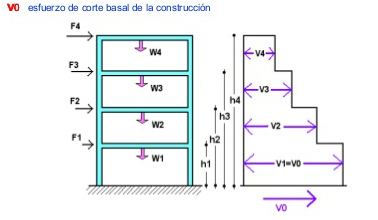 V0 esfuerzo de corte basal de la construcción
F4
W4
V4
F3
W3
V3
h4
h3
F2
W2
V2
h2
F1
W1
h1
V1=V0
V0